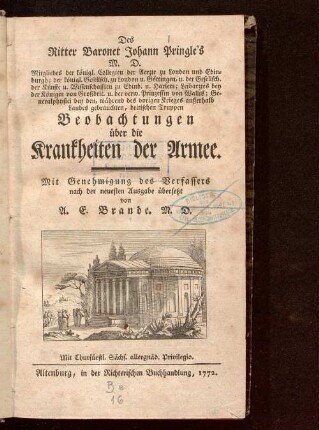 Des
Ritter Baronet Johann Pringle's
M. D.
Mitgliedes der königl. Collegien der Aerzte zu London und Edin-
burgh; der königl. Gesellsch. zu London u. Göttingen, u. der Gesellsch.
der Künste u. Wissenschaften zu Edinb. u. Harlem; Leibarztes bey
der Königin von Großbrit. u. der verw. Prinzessin von Wallis; Ge-
neralphysici bey den, während des vorigen Krieges außerhalb
Landes gebrauchten, brittischen Truppen
Beobachtungen
über die
Krankheiten der Armee.
Mit Genehmigung des Verfassers
nach der neuesten Ausgabe übersetzt
von
A. E. Brande. M. D.
Mit Churfürstl. Sächs. allergnäd. Privilegio.
Altenburg, in der Richterischen Buchhandlung, 1772.
B
16